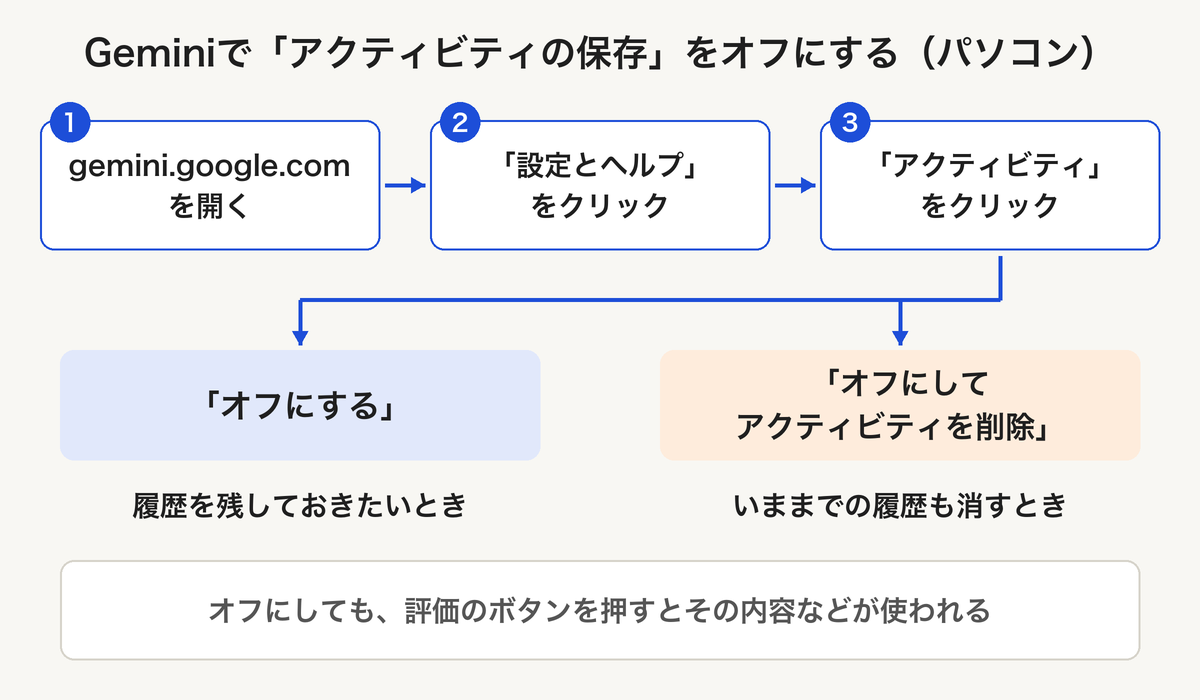 Geminiで「アクティビティの保存」をオフにする（パソコン）
1
gemini.google.com
を開く
2
「設定とヘルプ」
をクリック
3
「アクティビティ」
をクリック
「オフにする」
履歴を残しておきたいとき
「オフにして
アクティビティを削除」
いままでの履歴も消すとき
オフにしても、評価のボタンを押すとその内容などが使われる